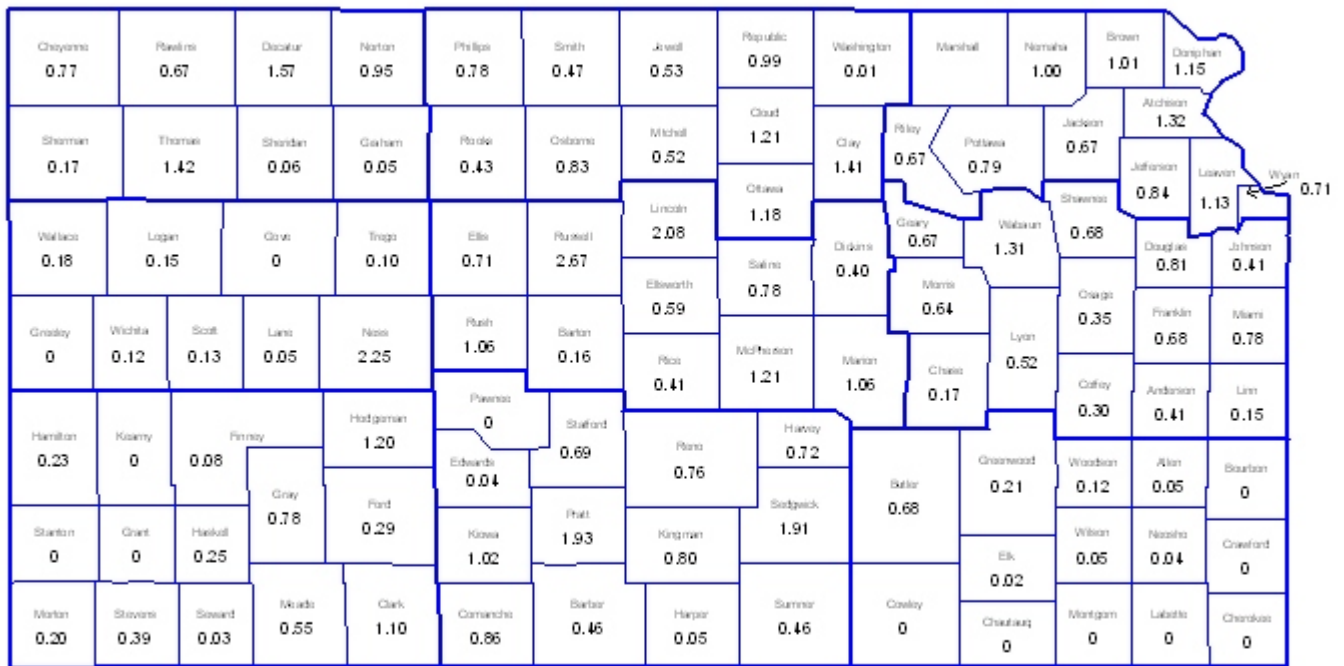 Cheyenne Rawlins Decatur Norton Phillips Smith Jewell Republic Washington Marshall Nemaha Brown Doniphan
0.77 0.67 1.57 0.95 0.78 0.47 0.53 0.99 0.01 1.00 1.01 1.15
Sherman Thomas Sheridan Graham Rooks Osborne Mitchell Cloud Clay Riley Pottawa Jackson Atchison
0.17 1.42 0.06 0.05 0.43 0.83 0.52 1.21 1.41 0.67 0.79 0.67 1.32
Ottawa Jefferson Leaven Wyan
1.18 0.84 1.13 0.71
Wallace Logan Gove Trego Ellis Russell Lincoln Saline Dickins Geary Wabaun Shawnee Douglas Johnson
0.18 0.15 0 0.10 0.71 2.67 2.08 0.78 0.40 0.67 1.31 0.68 0.81 0.41
Greeley Wichita Scott Lane Ness Rush Barton Ellsworth Morris Osage Franklin Miami
0 0.12 0.13 0.05 2.25 1.06 0.16 0.59 0.64 0.35 0.68 0.78
Rice McPherson Marion Chase Lyon Coffey Anderson Linn
0.41 1.21 1.06 0.17 0.52 0.30 0.41 0.15
Hamilton Kearny Finney Hodgeman Pawnee Stafford Reno Harvey Butler Greenwood Woodson Allen Bourbon
0.23 0 0.08 1.20 0 0.69 0.76 0.72 0.68 0.21 0.12 0.05 0
Gray Ford Edwards
0.78 0.29 0.04
Stanton Grant Haskell Kiowa Pratt Kingman Sedgwick Elk Wilson Neosho Crawford
0 0 0.25 1.02 1.93 0.80 1.91 0.02 0.05 0.04 0
Morton Stevens Seward Meade Clark Comanche Barber Harper Sumner Cowley Chautauq Montgom Labette Cherokee
0.20 0.39 0.03 0.55 1.10 0.86 0.46 0.05 0.46 0 0 0 0 0